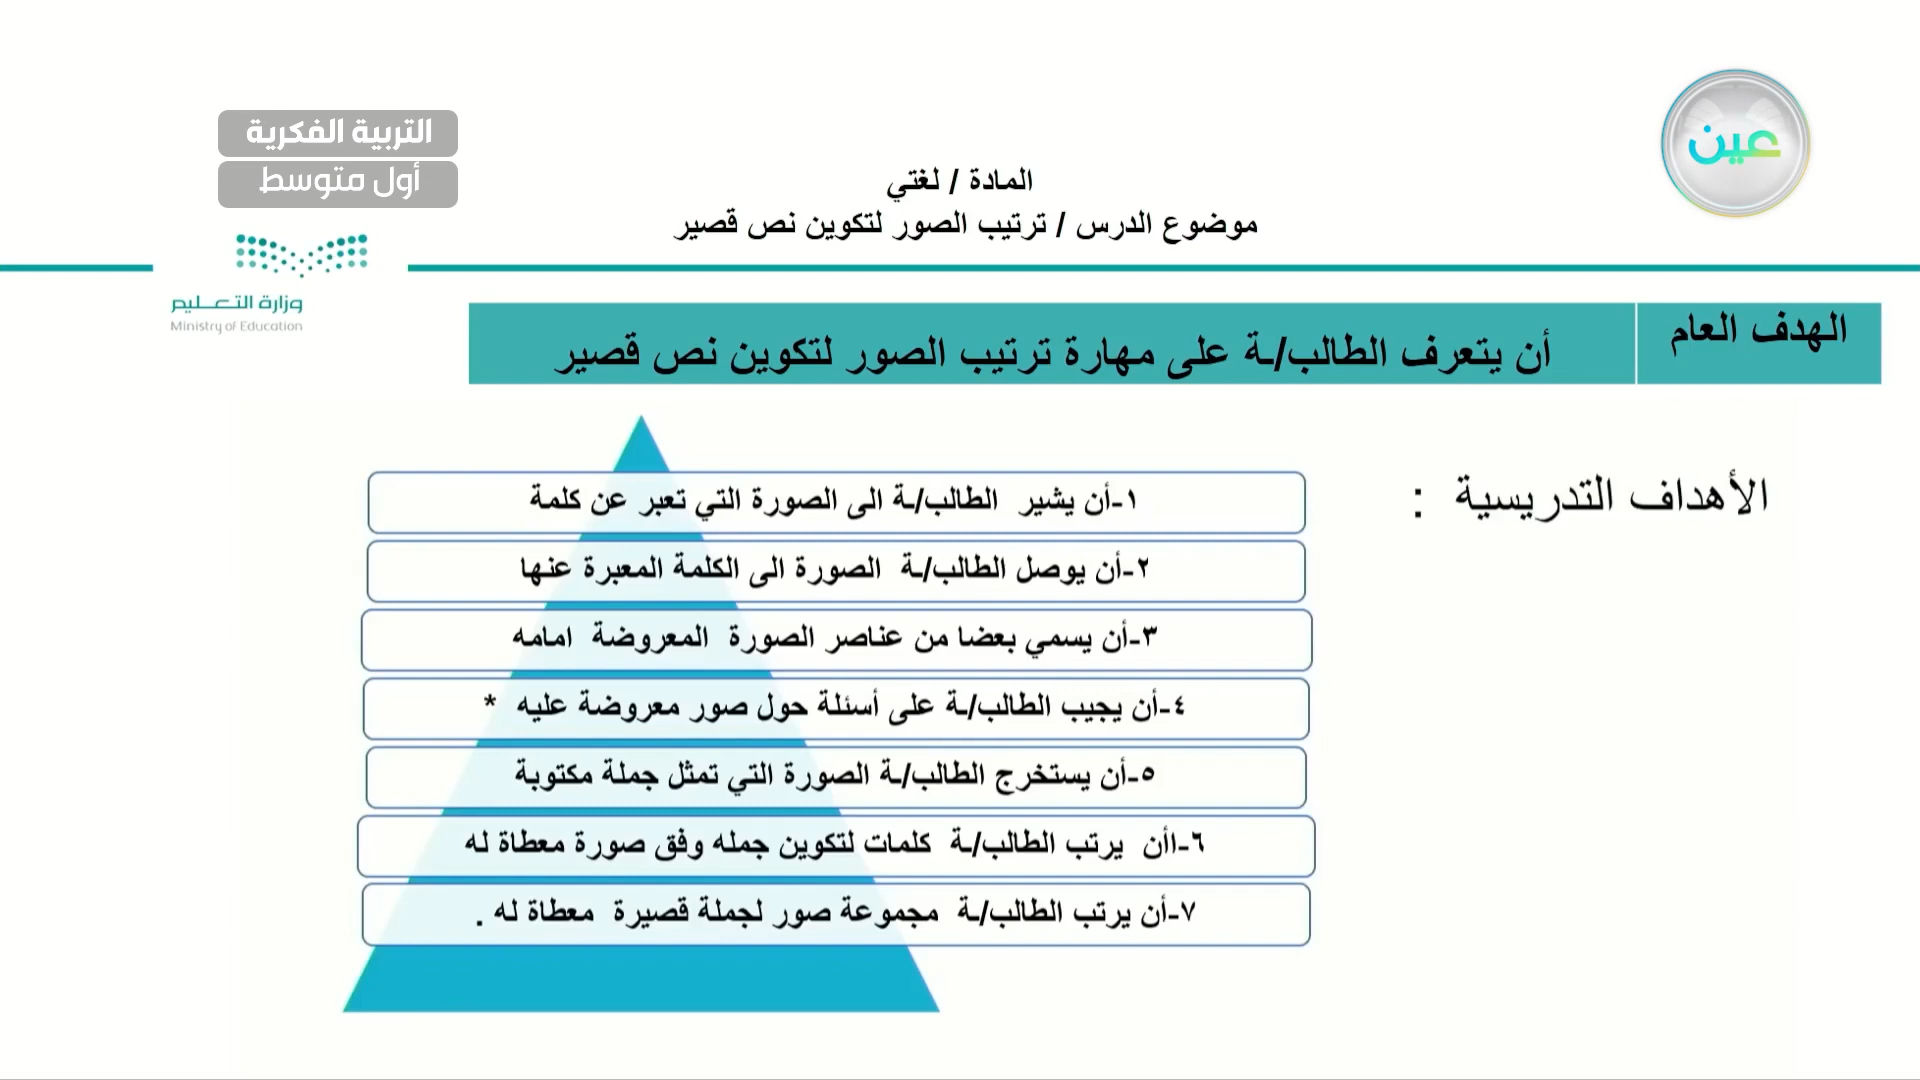 عين
التربية الفكرية
أول متوسط
المادة / لغتي
موضوع الدرس / ترتيب الصور لتكوين نص قصير
وزارة التعليم
Ministry of Education
الهدف العام
أن يتعرف الطالب/ـة على مهارة ترتيب الصور لتكوين نص قصير
الأهداف التدريسية :
١-أن يشير الطالب/ـة الى الصورة التي تعبر عن كلمة
٢-أن يوصل الطالب/ـة الصورة الى الكلمة المعبرة عنها
٣-أن يسمي بعضا من عناصر الصورة المعروضة امامه
٤-أن يجيب الطالب/ـة على أسئلة حول صور معروضة عليه *
٥-أن يستخرج الطالب/ـة الصورة التي تمثل جملة مكتوبة
٦-اأن يرتب الطالب/ـة كلمات لتكوين جمله وفق صورة معطاة له
٧-أن يرتب الطالب/ـة مجموعة صور لجملة قصيرة معطاة له .